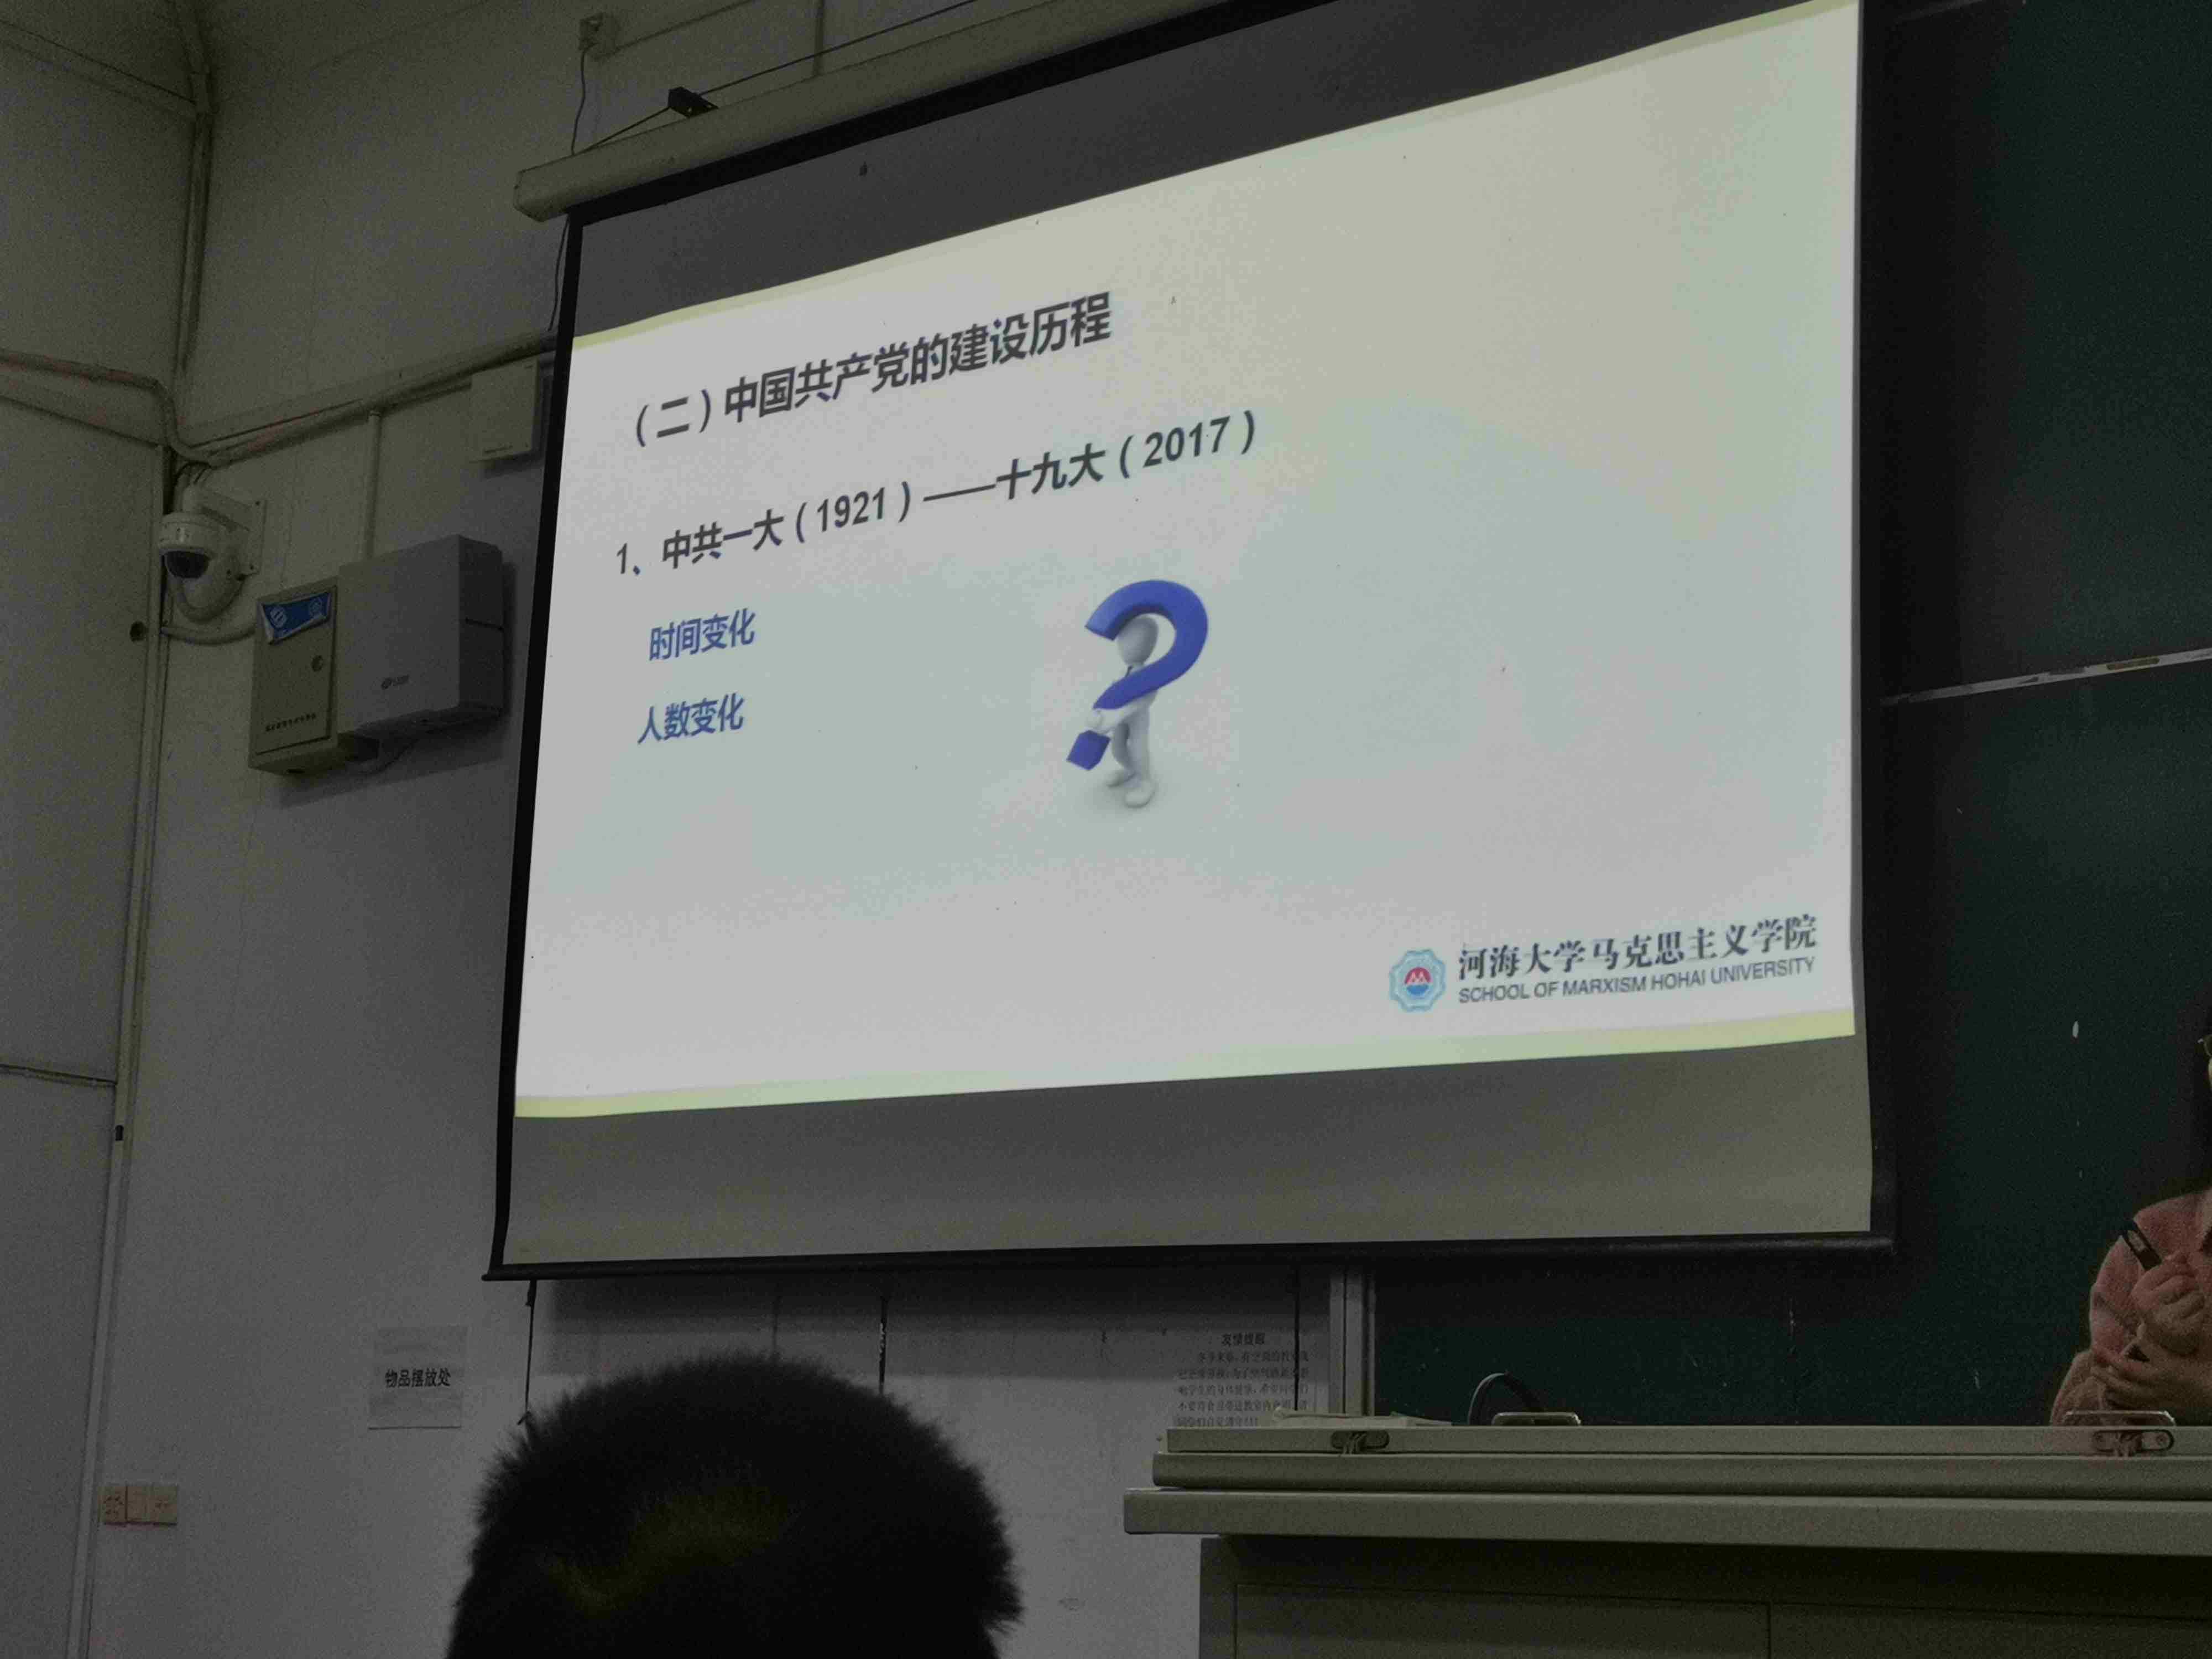 （二）中国共产党的建设历程
1、中共一大（1921）——十九大（2017）
时间变化
人数变化
河海大学马克思主义学院
SCHOOL OF MARXISM HOHAI UNIVERSITY
物品摆放处
友情提醒